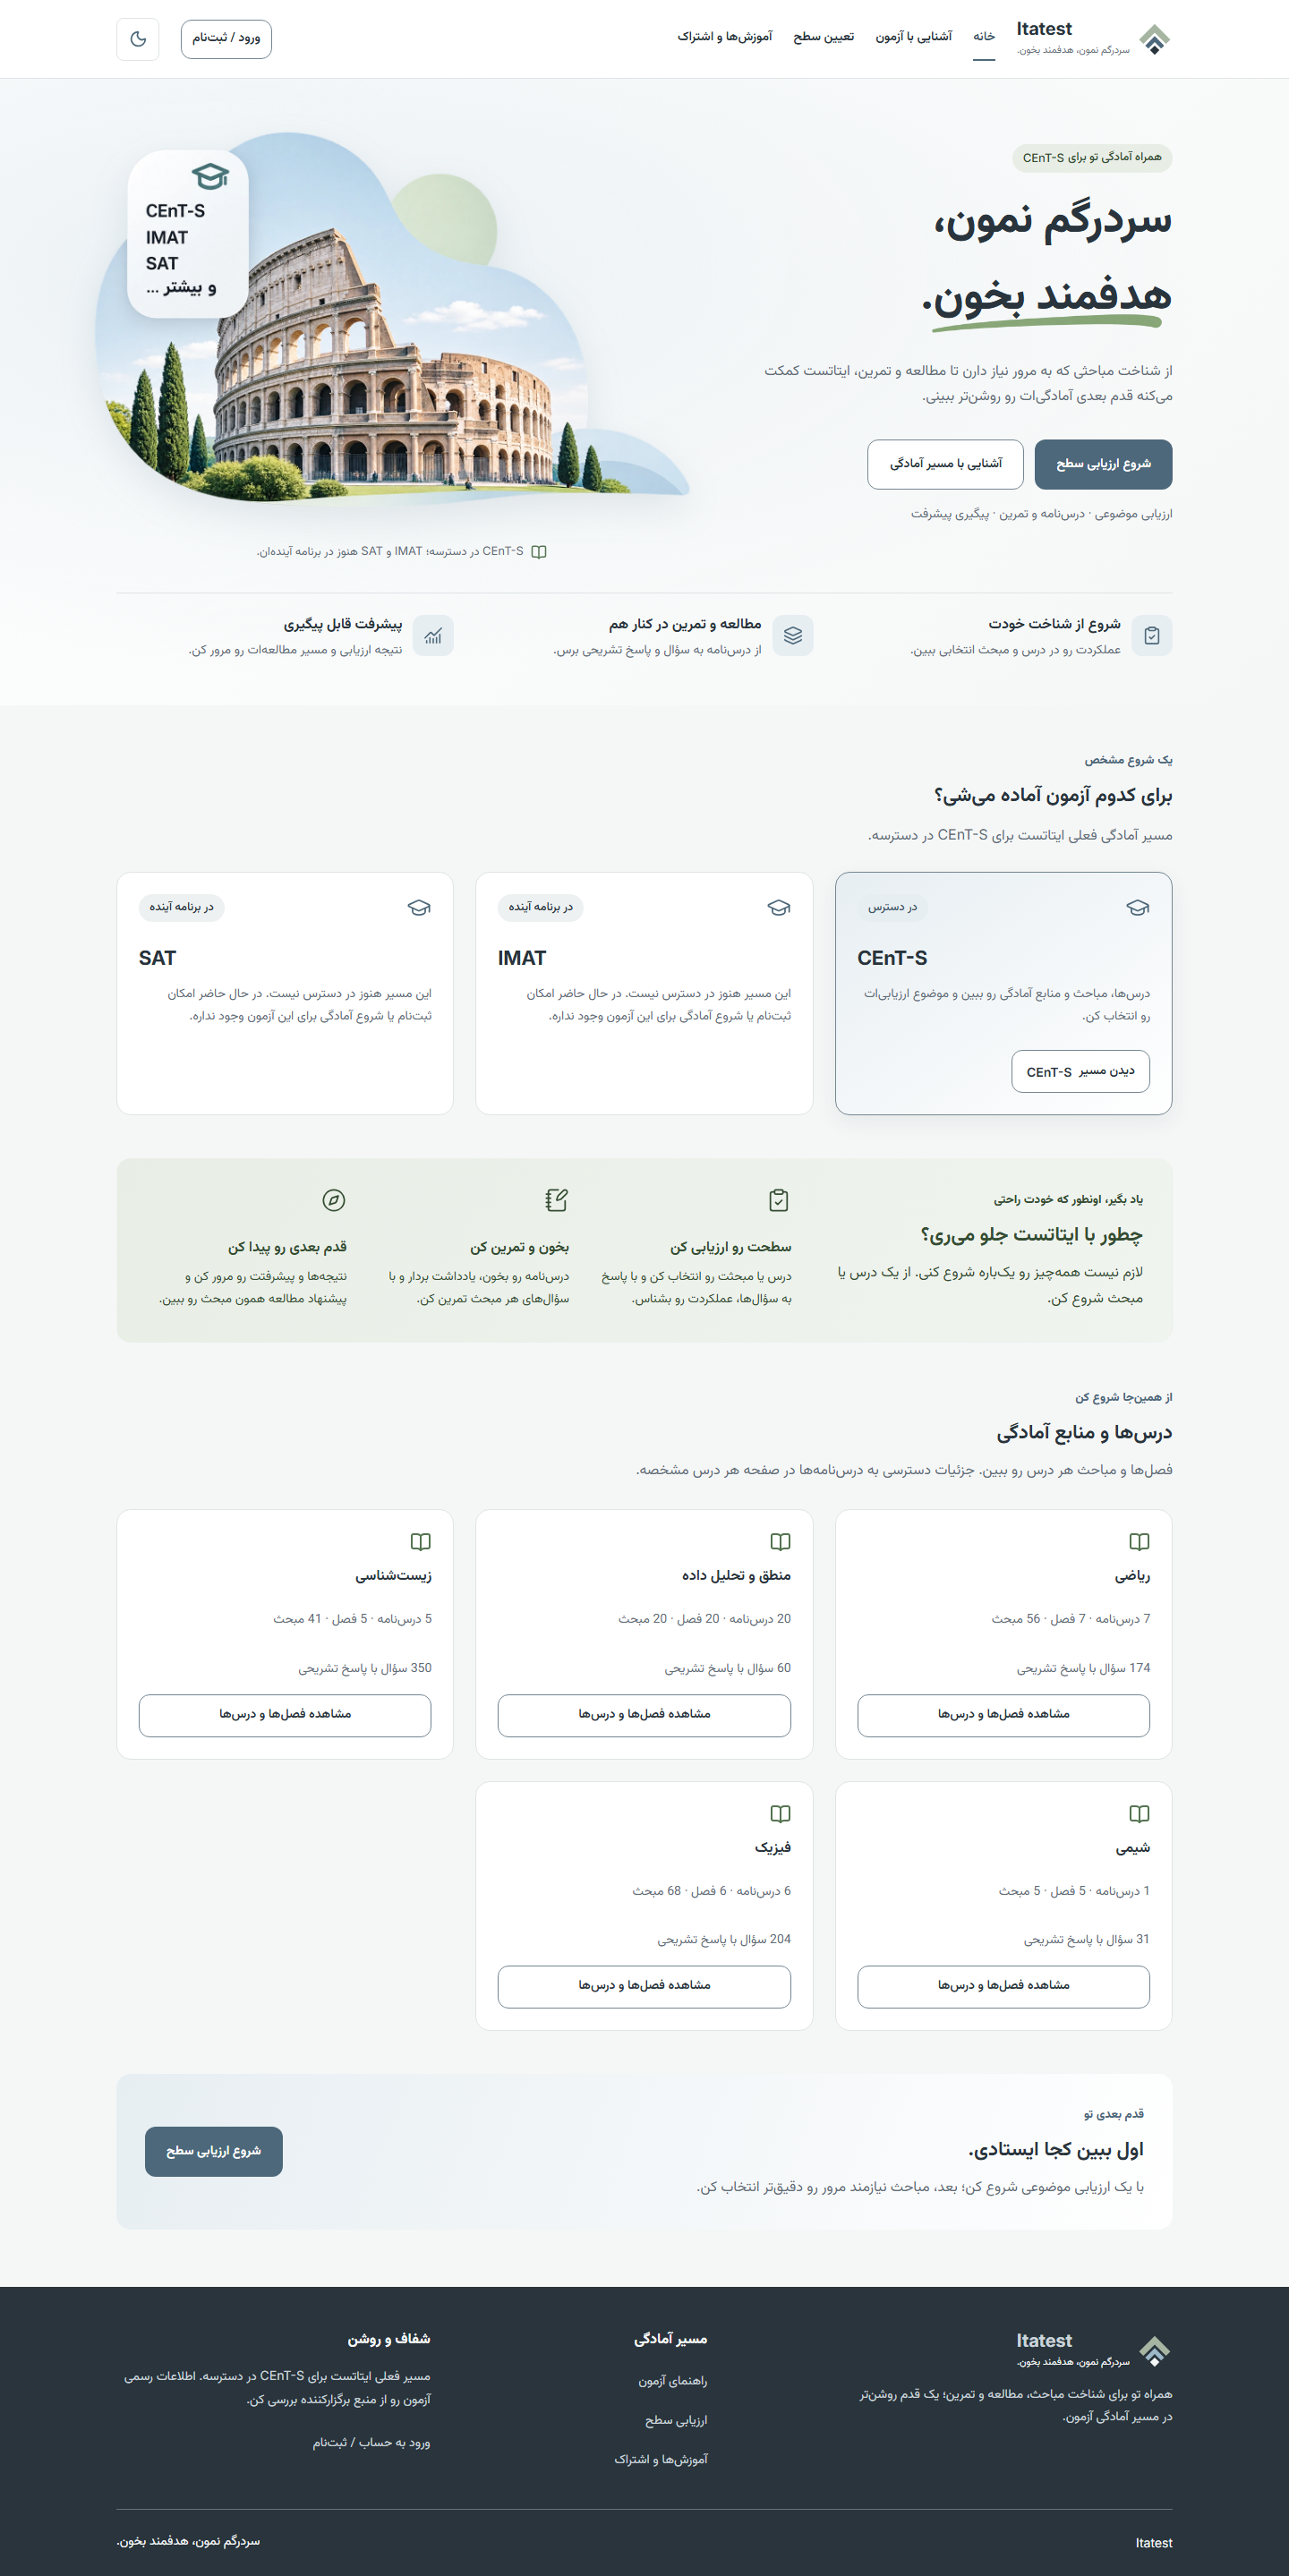 Itatest
سردرگم نمون، هدفمند بخون.
خانه
آشنایی با آزمون
تعیین سطح
آموزش‌ها و اشتراک
ورود / ثبت‌نام
همراه آمادگی تو برای CEnT-S
سردرگم نمون،
هدفمند بخون.
از شناخت مباحثی که به مرور نیاز دارن تا مطالعه و تمرین، ایتاتست کمکت
می‌کنه قدم بعدی آمادگی‌ات رو روشن‌تر ببینی.
شروع ارزیابی سطح
آشنایی با مسیر آمادگی
ارزیابی موضوعی · درس‌نامه و تمرین · پیگیری پیشرفت
CEnT-S
IMAT
SAT
و بیشتر ...
CEnT-S در دسترسه؛ IMAT و SAT هنوز در برنامه آینده‌ان.
شروع از شناخت خودت
عملکردت رو در درس و مبحث انتخابی ببین.
مطالعه و تمرین در کنار هم
از درس‌نامه به سؤال و پاسخ تشریحی برس.
پیشرفت قابل پیگیری
نتیجه ارزیابی و مسیر مطالعه‌ات رو مرور کن.
یک شروع مشخص
برای کدوم آزمون آماده می‌شی؟
مسیر آمادگی فعلی ایتاتست برای CEnT-S در دسترسه.
در دسترس
CEnT-S
درس‌ها، مباحث و منابع آمادگی رو ببین و موضوع ارزیابی‌ات
رو انتخاب کن.
دیدن مسیر CEnT-S
در برنامه آینده
IMAT
این مسیر هنوز در دسترس نیست. در حال حاضر امکان
ثبت‌نام یا شروع آمادگی برای این آزمون وجود نداره.
در برنامه آینده
SAT
این مسیر هنوز در دسترس نیست. در حال حاضر امکان
ثبت‌نام یا شروع آمادگی برای این آزمون وجود نداره.
یاد بگیر، اونطور که خودت راحتی
چطور با ایتاتست جلو می‌ری؟
لازم نیست همه‌چیز رو یک‌باره شروع کنی. از یک درس یا
مبحث شروع کن.
سطحت رو ارزیابی کن
درس یا مبحثت رو انتخاب کن و با پاسخ
به سؤال‌ها، عملکردت رو بشناس.
بخون و تمرین کن
درس‌نامه رو بخون، یادداشت بردار و با
سؤال‌های هر مبحث تمرین کن.
قدم بعدی رو پیدا کن
نتیجه‌ها و پیشرفتت رو مرور کن و
پیشنهاد مطالعه همون مبحث رو ببین.
از همین‌جا شروع کن
درس‌ها و منابع آمادگی
فصل‌ها و مباحث هر درس رو ببین. جزئیات دسترسی به درس‌نامه‌ها در صفحه هر درس مشخصه.
ریاضی
7 درس‌نامه · 7 فصل · 56 مبحث
174 سؤال با پاسخ تشریحی
مشاهده فصل‌ها و درس‌ها
منطق و تحلیل داده
20 درس‌نامه · 20 فصل · 20 مبحث
60 سؤال با پاسخ تشریحی
مشاهده فصل‌ها و درس‌ها
زیست‌شناسی
5 درس‌نامه · 5 فصل · 41 مبحث
350 سؤال با پاسخ تشریحی
مشاهده فصل‌ها و درس‌ها
شیمی
1 درس‌نامه · 5 فصل · 5 مبحث
31 سؤال با پاسخ تشریحی
مشاهده فصل‌ها و درس‌ها
فیزیک
6 درس‌نامه · 6 فصل · 68 مبحث
204 سؤال با پاسخ تشریحی
مشاهده فصل‌ها و درس‌ها
قدم بعدی تو
اول ببین کجا ایستادی.
با یک ارزیابی موضوعی شروع کن؛ بعد، مباحث نیازمند مرور رو دقیق‌تر انتخاب کن.
شروع ارزیابی سطح
Itatest
سردرگم نمون، هدفمند بخون.
همراه تو برای شناخت مباحث، مطالعه و تمرین؛ یک قدم روشن‌تر
در مسیر آمادگی آزمون.
مسیر آمادگی
راهنمای آزمون
ارزیابی سطح
آموزش‌ها و اشتراک
شفاف و روشن
مسیر فعلی ایتاتست برای CEnT-S در دسترسه. اطلاعات رسمی
آزمون رو از منبع برگزارکننده بررسی کن.
ورود به حساب / ثبت‌نام
Itatest
سردرگم نمون، هدفمند بخون.